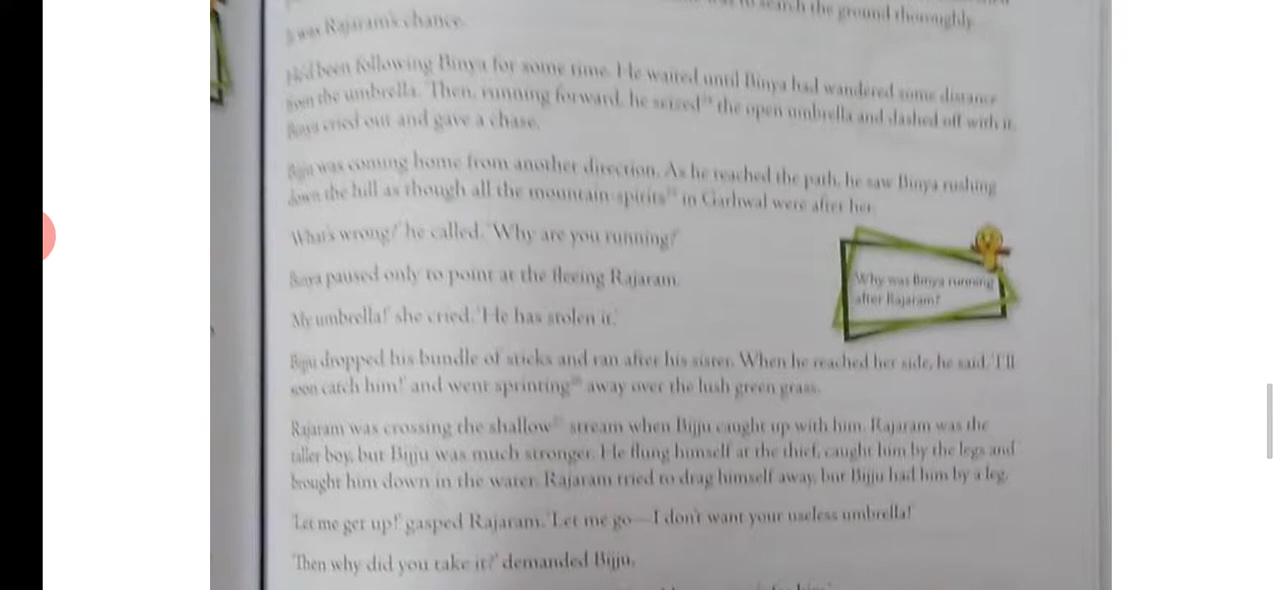 search the ground thoroughly.
It was Rajaram's chance.
He'd been following Binya for some time. He waited until Binya had wandered some distance
from the umbrella. Then, running forward, he seized the open umbrella and dashed off with it.
Binya cried out and gave a chase.
Bijju was coming home from another direction. As he reached the path, he saw Binya rushing
down the hill as though all the mountain-spirits in Garhwal were after her.
'What's wrong?' he called. 'Why are you running?'
Binya paused only to point at the fleeing Rajaram.
'My umbrella!' she cried. 'He has stolen it.'
Why was Binya running
after Rajaram?
Bijju dropped his bundle of sticks and ran after his sister. When he reached her side, he said, 'I'll
soon catch him!' and went sprinting away over the lush green grass.
Rajaram was crossing the shallow stream when Bijju caught up with him. Rajaram was the
taller boy, but Bijju was much stronger. He flung himself at the thief, caught him by the legs and
brought him down in the water. Rajaram tried to drag himself away, but Bijju had him by a leg.
'Let me get up!' gasped Rajaram. 'Let me go—I don't want your useless umbrella!'
'Then why did you take it?' demanded Bijju.